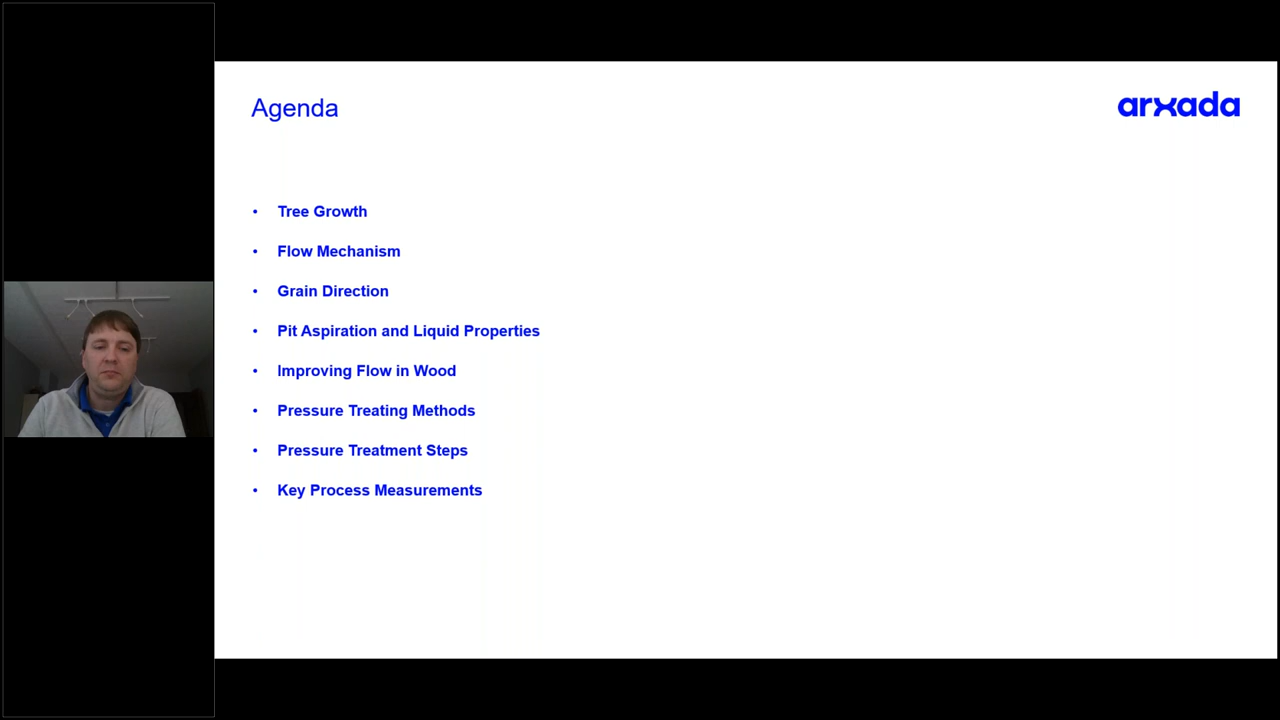 Agenda
arxada
• Tree Growth
• Flow Mechanism
• Grain Direction
• Pit Aspiration and Liquid Properties
• Improving Flow in Wood
• Pressure Treating Methods
• Pressure Treatment Steps
• Key Process Measurements